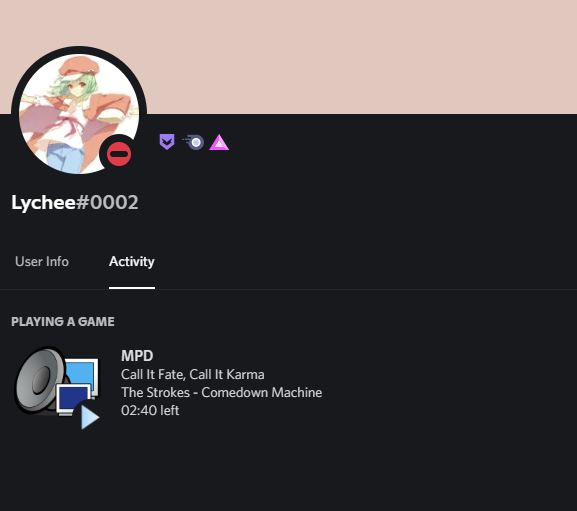 Lychee#0002
User Info
Activity
PLAYING A GAME
MPD
Call It Fate, Call It Karma
The Strokes - Comedown Machine
02:40 left